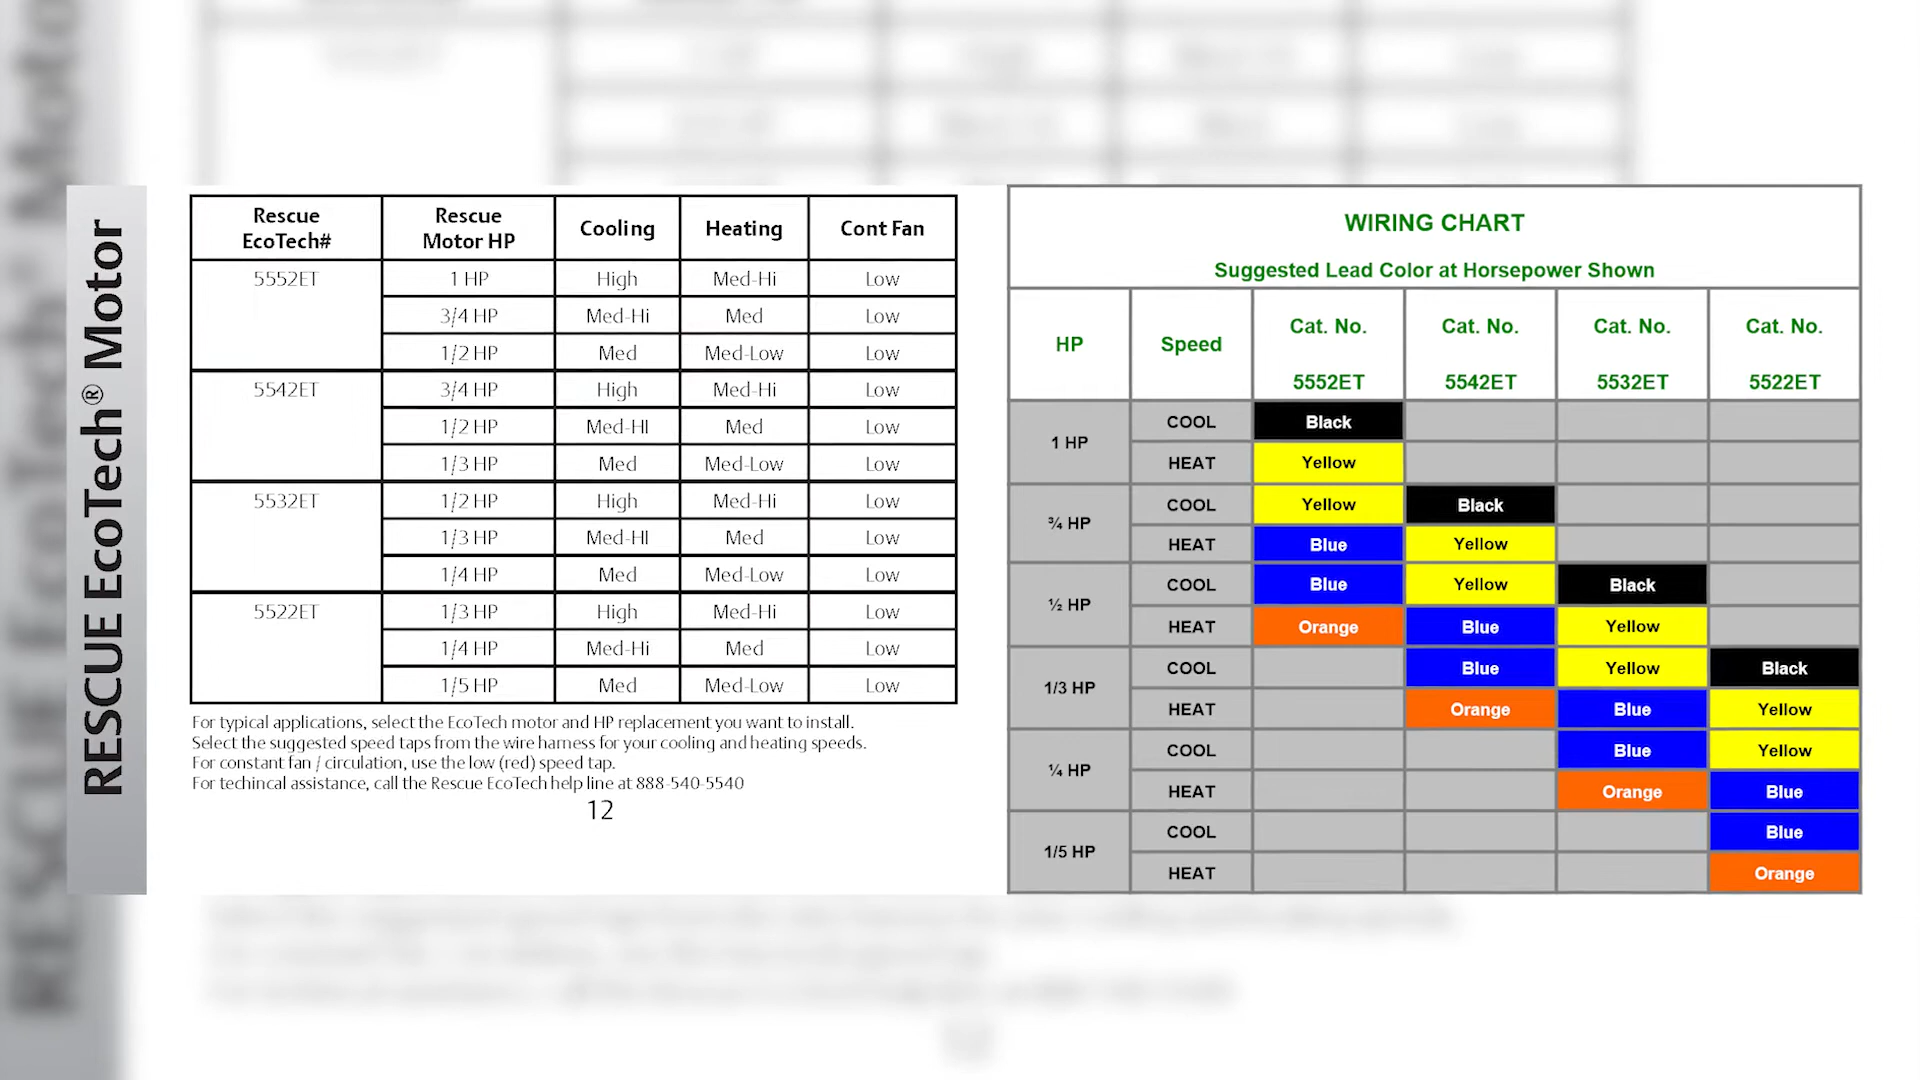 RESCUE EcoTech® Motor
Rescue EcoTech# Rescue Motor HP Cooling Heating Cont Fan
5552ET 1 HP High Med-Hi Low
3/4 HP Med-Hi Med Low
1/2 HP Med Med-Low Low
5542ET 3/4 HP High Med-Hi Low
1/2 HP Med-HI Med Low
1/3 HP Med Med-Low Low
5532ET 1/2 HP High Med-Hi Low
1/3 HP Med-HI Med Low
1/4 HP Med Med-Low Low
5522ET 1/3 HP High Med-Hi Low
1/4 HP Med-Hi Med Low
1/5 HP Med Med-Low Low
For typical applications, select the EcoTech motor and HP replacement you want to install.
Select the suggested speed taps from the wire harness for your cooling and heating speeds.
For constant fan / circulation, use the low (red) speed tap.
For techincal assistance, call the Rescue EcoTech help line at 888-540-5540
12
WIRING CHART
Suggested Lead Color at Horsepower Shown
HP Speed Cat. No. 5552ET Cat. No. 5542ET Cat. No. 5532ET Cat. No. 5522ET
1 HP COOL Black
HEAT Yellow
¾ HP COOL Yellow Black
HEAT Blue Yellow
½ HP COOL Blue Yellow Black
HEAT Orange Blue Yellow
1/3 HP COOL Blue Yellow Black
HEAT Orange Blue Yellow
¼ HP COOL Blue Yellow
HEAT Orange Blue
1/5 HP COOL Blue
HEAT Orange